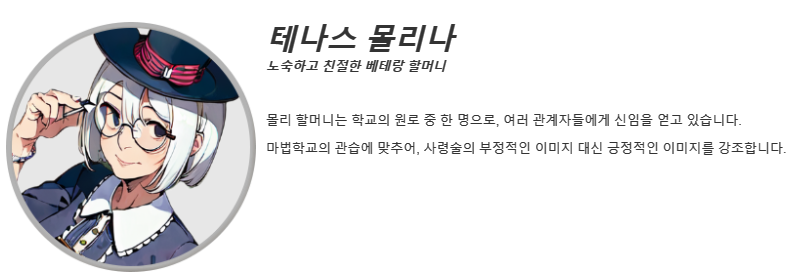 테나스 몰리나
노숙하고 친절한 베테랑 할머니
몰리 할머니는 학교의 원로 중 한 명으로, 여러 관계자들에게 신임을 얻고 있습니다.
마법학교의 관습에 맞추어, 사령술의 부정적인 이미지 대신 긍정적인 이미지를 강조합니다.